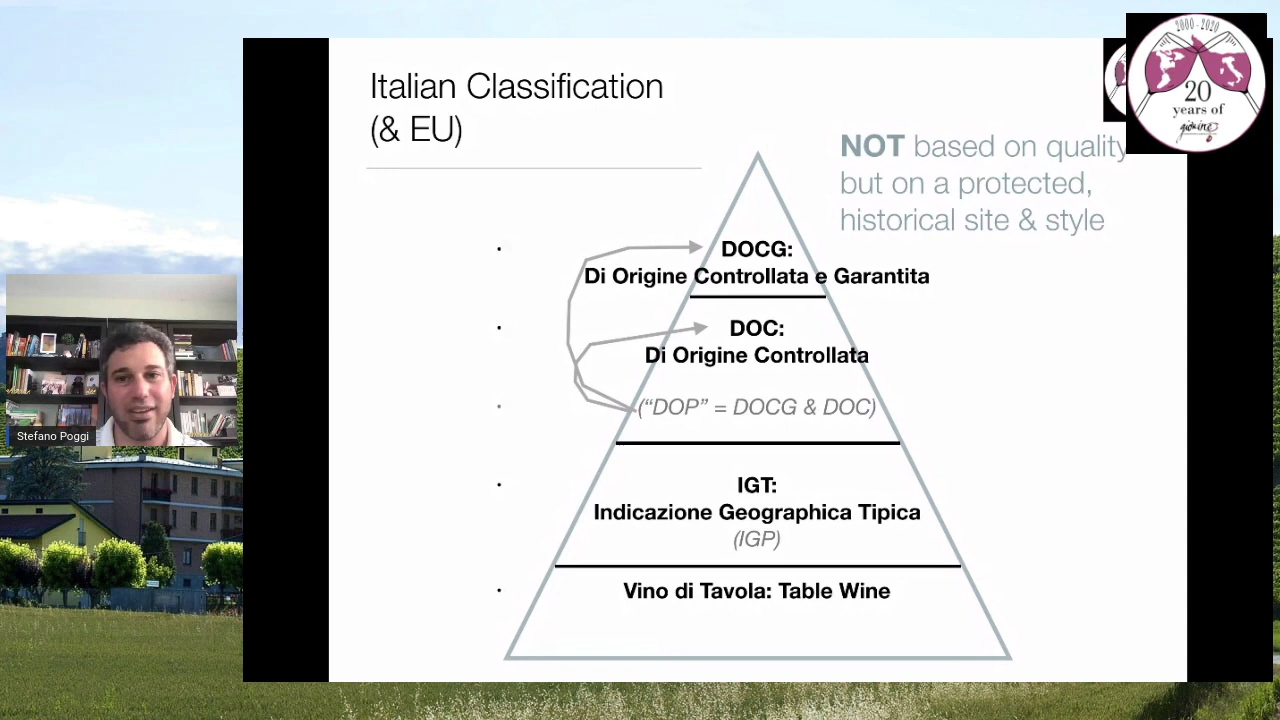 Italian Classification
(& EU)
NOT based on quality
but on a protected,
historical site & style
DOCG:
Di Origine Controllata e Garantita
DOC:
Di Origine Controllata
(“DOP” = DOCG & DOC)
IGT:
Indicazione Geographica Tipica
(IGP)
Vino di Tavola: Table Wine
Stefano Poggi
2000-2020
20
years of